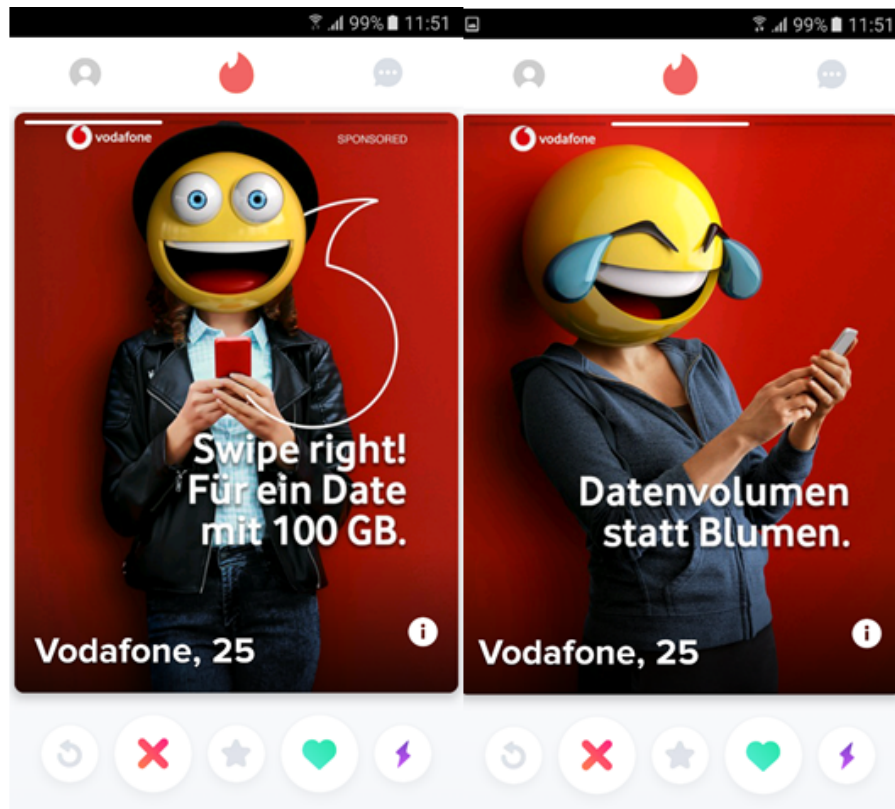 99% 11:51
vodafone
SPONSORED
Swipe right!
Für ein Date
mit 100 GB.
Vodafone, 25
i
99% 11:51
vodafone
Datenvolumen
statt Blumen.
Vodafone, 25
i